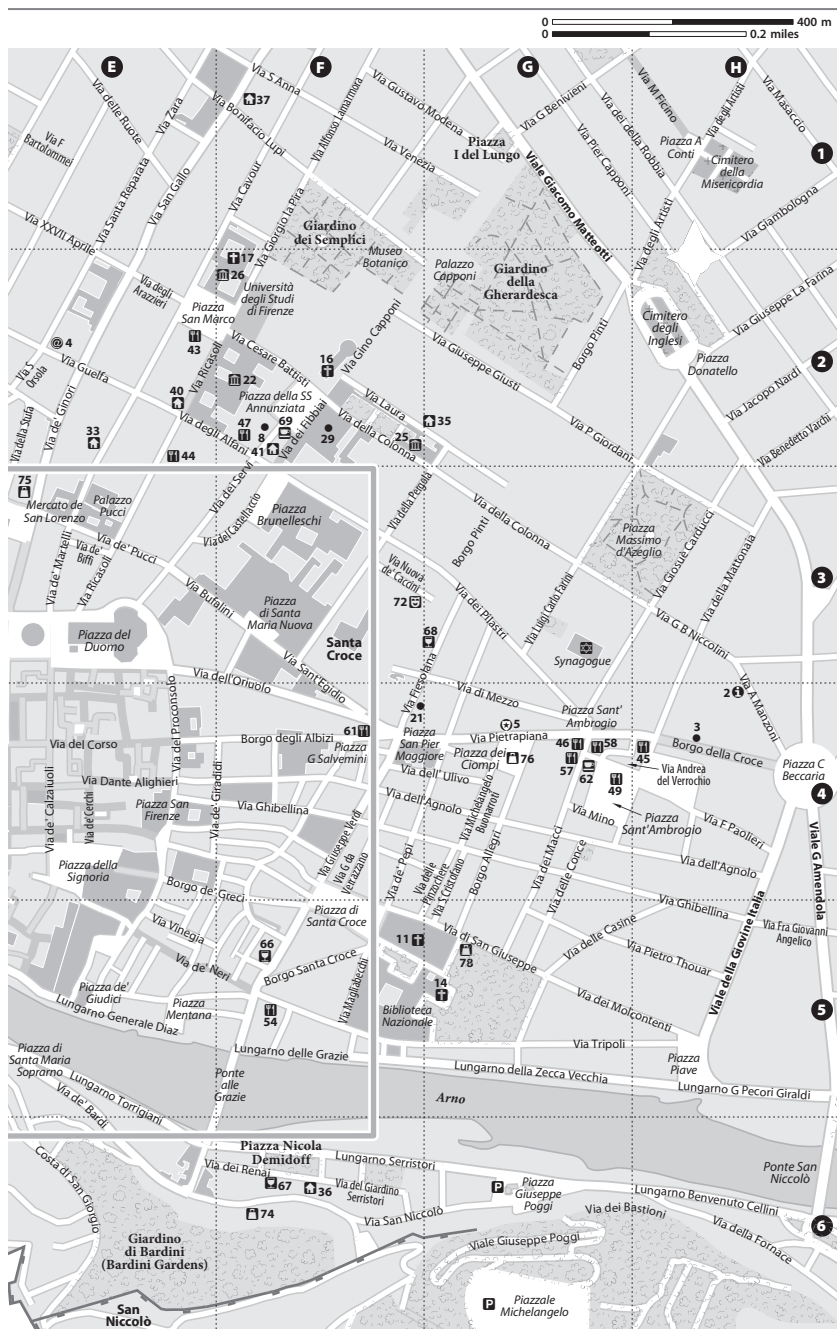 0 400 m
0 0.2 miles
E
F
G
H
1
2
3
4
5
6
Via S Anna
37
Via Zara
Via delle Ruote
Via Bonifacio Lupi
Via F
Bartolommei
Via Santa Reparata
Via San Gallo
Via Cavour
Via Alfonso Lamarmora
Via Gustavo Modena
Via Venezia
Piazza
I del Lungo
Via G Benivieni
Via dei della Robbia
Via Pier Capponi
Via M Ficino
Via degli Artisti
Via Masaccio
Piazza A
Conti
Cimitero
della
Misericordia
Via Giambologna
Viale Giacomo Matteotti
Via XXVII Aprile
Via Giorgio la Pira
Giardino
dei Semplici
Museo
Botanico
Palazzo
Capponi
Giardino
della
Gherardesca
Via degli Artisti
17
26
Via degli
Arazzieri
Piazza
San Marco
Università
degli Studi
di Firenze
Via Gino Capponi
Borgo Pinti
Cimitero
degli
Inglesi
Via Giuseppe La Farina
Piazza
Donatello
@ 4
43
Via Cesare Battisti
16
Via Giuseppe Giusti
Via S
Orsola
Via Guelfa
Via Ricasoli
22
Piazza della SS
Annunziata
Via Laura
35
Via Jacopo Nardi
Via Benedetto Varchi
Via della Stufa
Via de' Ginori
33
40
Via degli Alfani
47
8
69
41
Via dei Fibbiai
29
Via della Colonna
25
Via P Giordani
44
75
Mercato de
San Lorenzo
Palazzo
Pucci
Via dei Servi
Via del Castellaccio
Piazza
Brunelleschi
Via della Pergola
Borgo Pinti
Via della Colonna
Piazza
Massimo
d'Azeglio
Via Giosuè Carducci
Via della Mattonaia
Via de' Martelli
Via de'
Biffi
Via Ricasoli
Via de' Pucci
Via Bufalini
Piazza
di Santa
Maria Nuova
Via Nuova
de' Caccini
72
Via dei Pilastri
Via Luigi Carlo Farini
Via G B Niccolini
Piazza del
Duomo
Santa
Croce
68
Synagogue
Via Sant'Egidio
Via dell'Oriuolo
Via Fiesolana
21
Via di Mezzo
Piazza Sant'
Ambrogio
2
Via A Manzoni
Via del Proconsolo
61
5
3
Via del Corso
Borgo degli Albizi
Piazza
G Salvemini
Piazza
San Pier
Maggiore
Via Pietrapiana
Piazza dei
Ciompi
76
46
58
57
62
45
49
Borgo della Croce
Via Andrea
del Verrochio
Piazza C
Beccaria
Via de' Calzaiuoli
Via Dante Alighieri
Via de'Cerchi
Via de' Giraldi
Piazza San
Firenze
Via Ghibellina
Via dell' Ulivo
Via dell'Agnolo
Via Michelangelo
Buonarroti
Via Mino
Piazza
Sant'Ambrogio
Via F Paolieri
Via Giuseppe Verdi
Via G da
Verrazzano
Via de' Pepi
Via delle
Pinzochere
Via S Cristofano
Borgo Allegri
Via dei Macci
Via delle Conce
Via dell'Agnolo
Viale G Amendola
Piazza della
Signoria
Borgo de' Greci
Via Ghibellina
Piazza di
Santa Croce
Via Vinegia
Via de' Neri
66
Borgo Santa Croce
11
Via di San Giuseppe
78
Via delle Casine
Via Pietro Thouar
Viale della Giovine Italia
Via Fra Giovanni
Angelico
Via Magliabecchi
14
Biblioteca
Nazionale
Via dei Molcontenti
Piazza de'
Giudici
Piazza
Mentana
Lungarno Generale Diaz
54
Lungarno delle Grazie
Via Tripoli
Piazza
Piave
Piazza di
Santa Maria
Soprarno
Via de' Bardi
Lungarno Torrigiani
Ponte
alle
Grazie
Lungarno della Zecca Vecchia
Lungarno G Pecori Giraldi
Arno
Piazza Nicola
Demidoff
Lungarno Serristori
Ponte San
Niccolò
Costa di San Giorgio
Via dei Renai
67
36
Via del Giardino
Serristori
P
Piazza
Giuseppe
Poggi
Lungarno Benvenuto Cellini
74
Via San Niccolò
Via dei Bastioni
Via della Fornace
Giardino
di Bardini
(Bardini Gardens)
Viale Giuseppe Poggi
San
Niccolò
P
Piazzale
Michelangelo